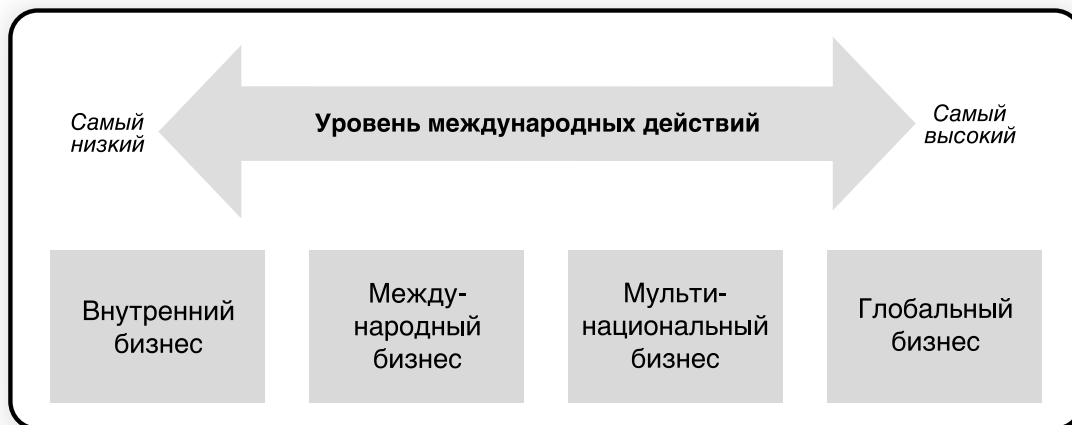 Самый
низкий
Уровень международных действий
Самый
высокий
Внутренний
бизнес
Между-
народный
бизнес
Мульти-
национальный
бизнес
Глобальный
бизнес